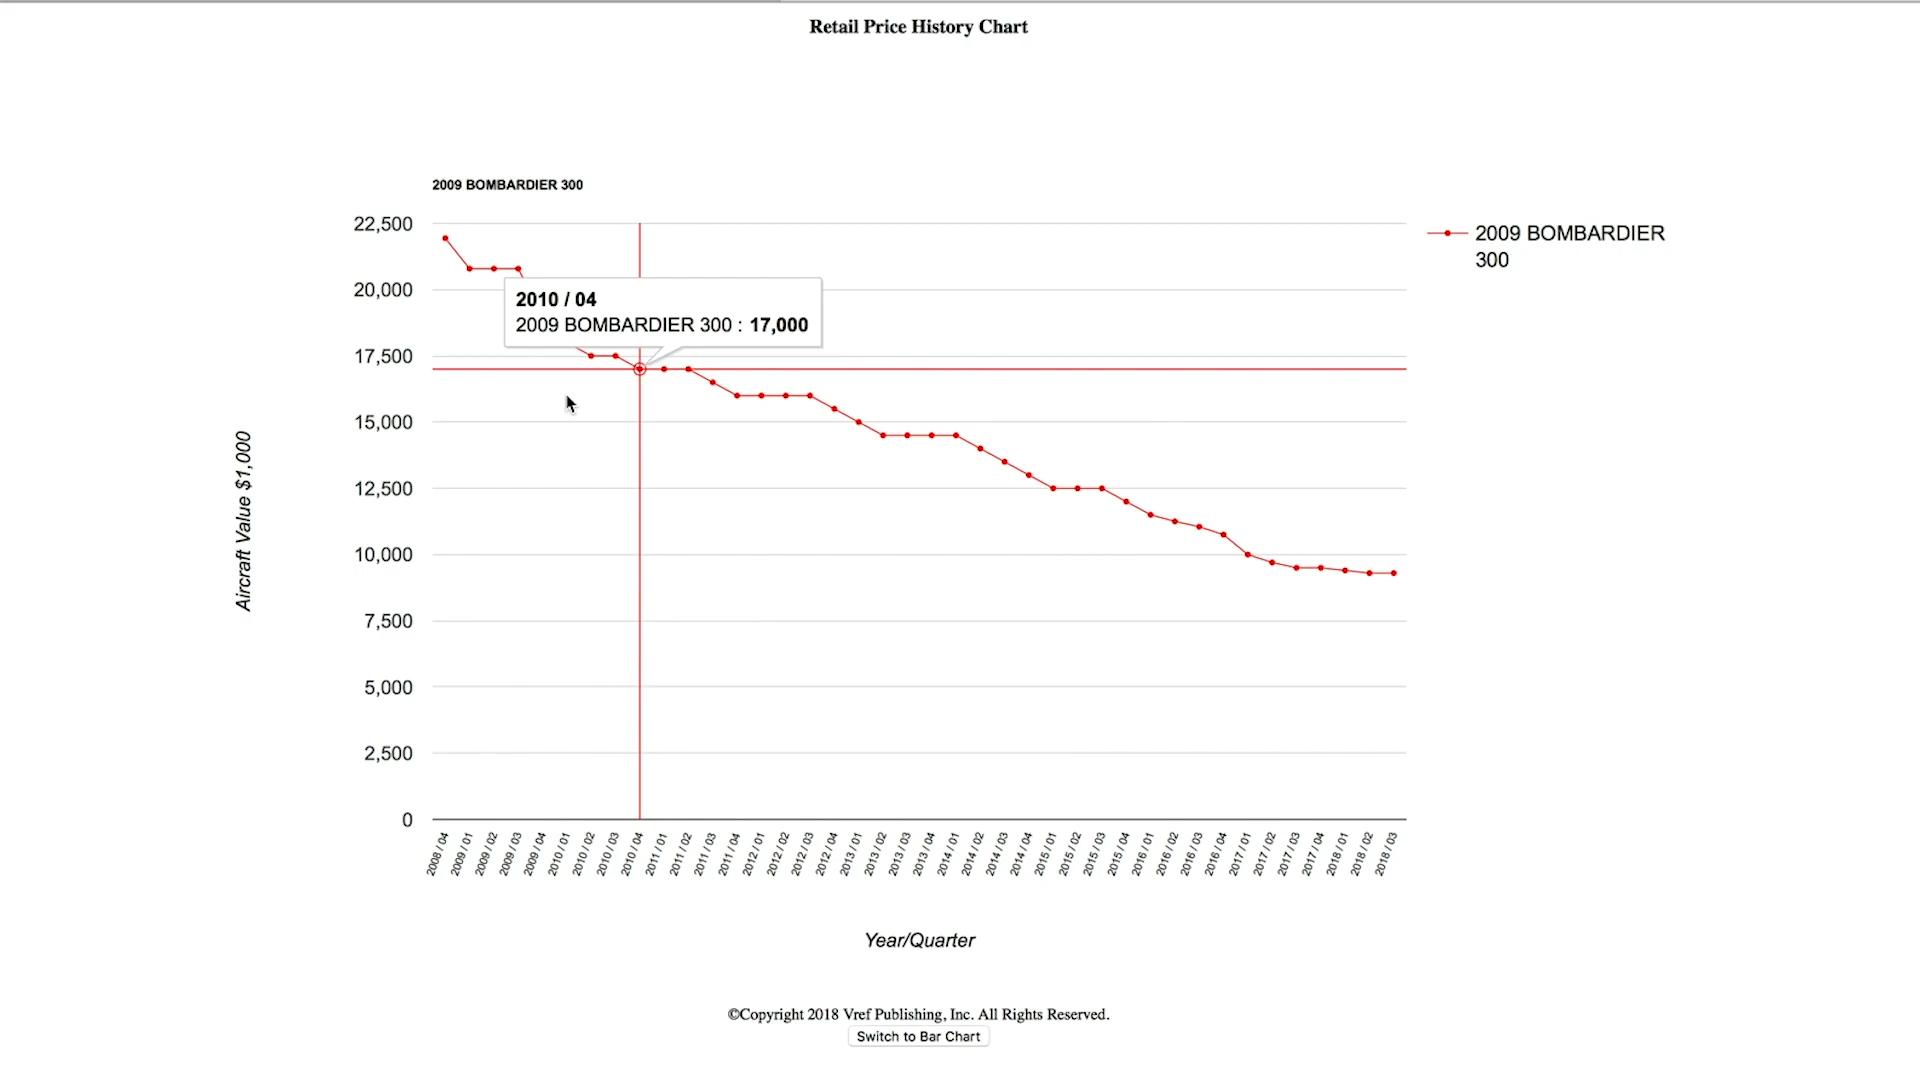 Retail Price History Chart
2009 BOMBARDIER 300
22,500
20,000
17,500
15,000
12,500
10,000
7,500
5,000
2,500
0
Aircraft Value $1,000
2010 / 04
2009 BOMBARDIER 300 : 17,000
2009 BOMBARDIER
300
2008 / 04
2009 / 01
2009 / 02
2009 / 03
2009 / 04
2010 / 01
2010 / 02
2010 / 03
2010 / 04
2011 / 01
2011 / 02
2011 / 03
2011 / 04
2012 / 01
2012 / 02
2012 / 03
2012 / 04
2013 / 01
2013 / 02
2013 / 03
2013 / 04
2014 / 01
2014 / 02
2014 / 03
2014 / 04
2015 / 01
2015 / 02
2015 / 03
2015 / 04
2016 / 01
2016 / 02
2016 / 03
2016 / 04
2017 / 01
2017 / 02
2017 / 03
2017 / 04
2018 / 01
2018 / 02
2018 / 03
Year/Quarter
©Copyright 2018 Vref Publishing, Inc. All Rights Reserved.
Switch to Bar Chart